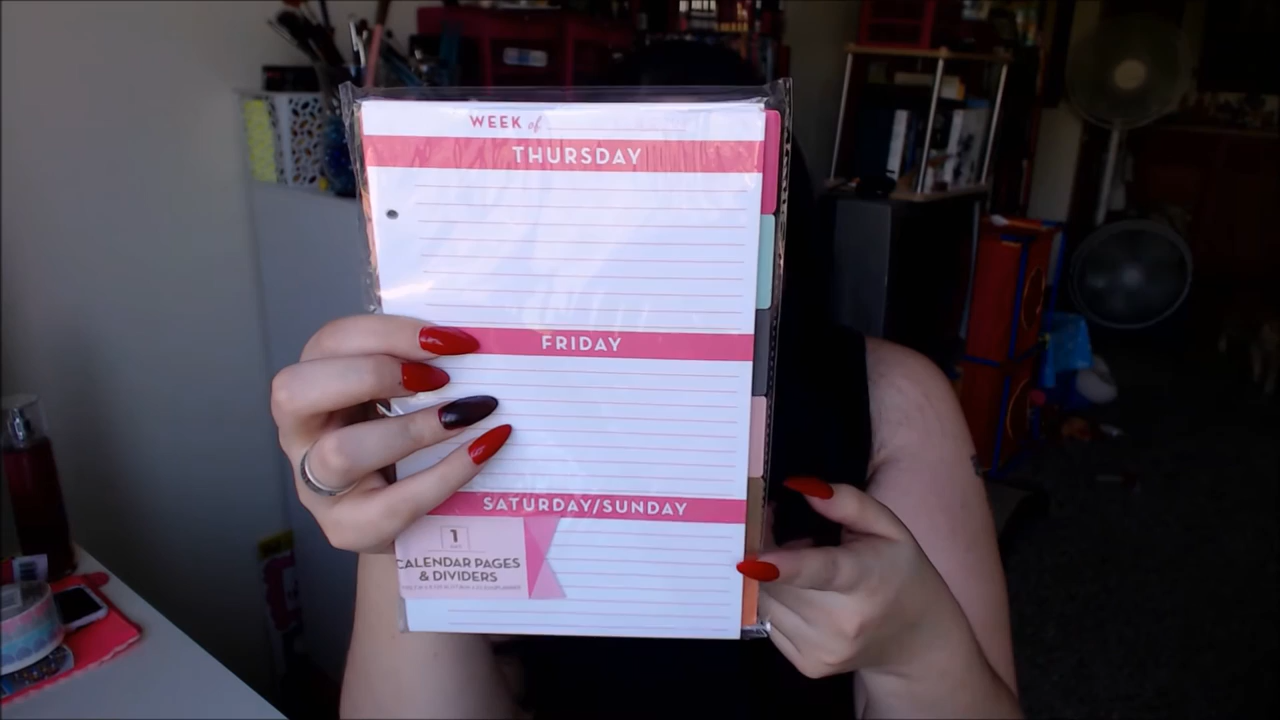 WEEK of
THURSDAY
FRIDAY
SATURDAY/SUNDAY
1
CALENDAR PAGES
& DIVIDERS